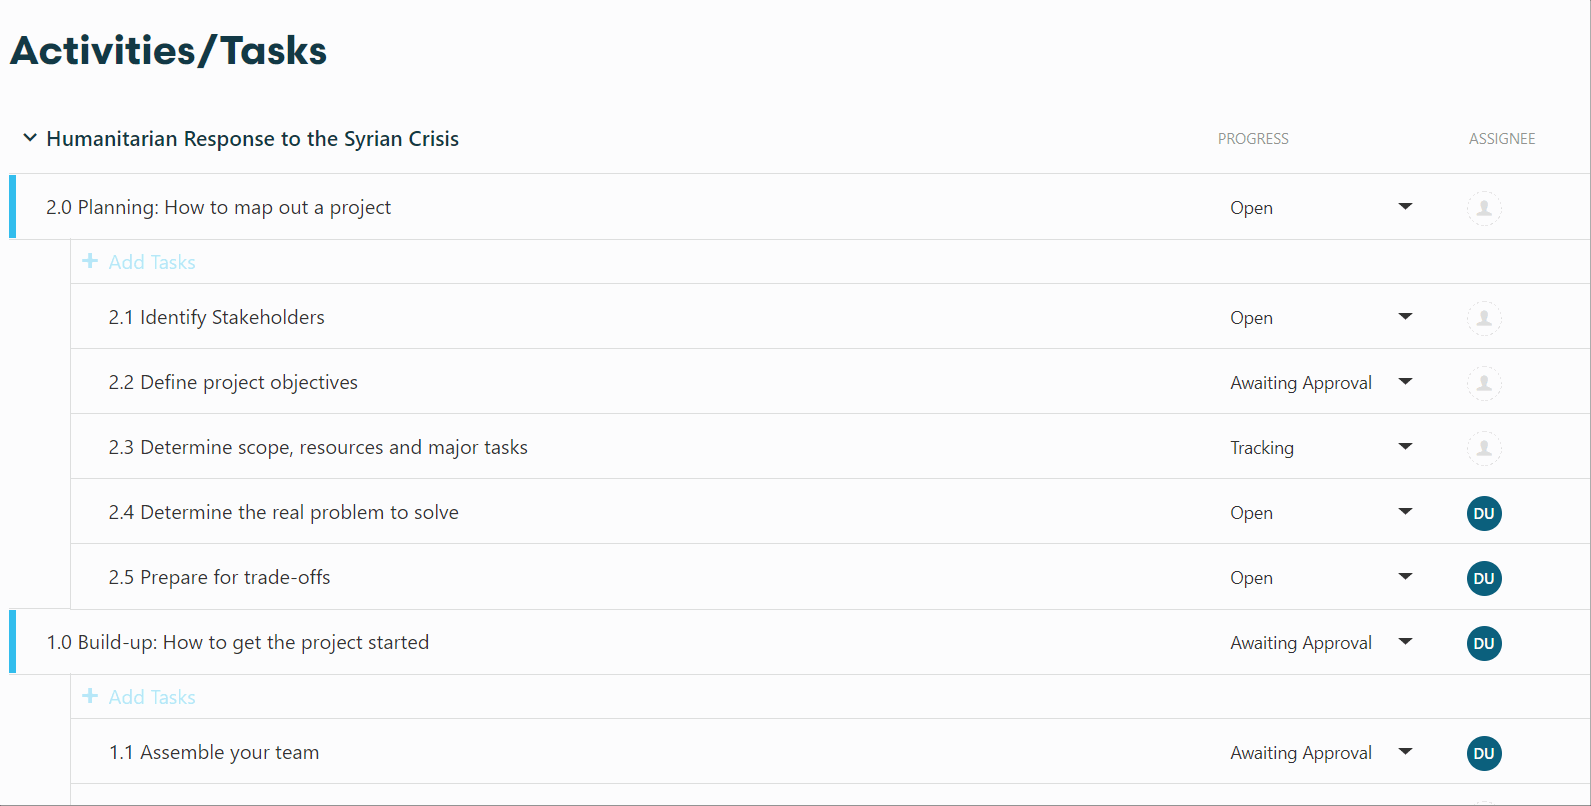 Activities/Tasks
Humanitarian Response to the Syrian Crisis PROGRESS ASSIGNEE
2.0 Planning: How to map out a project Open
+ Add Tasks
2.1 Identify Stakeholders Open
2.2 Define project objectives Awaiting Approval
2.3 Determine scope, resources and major tasks Tracking
2.4 Determine the real problem to solve Open DU
2.5 Prepare for trade-offs Open DU
1.0 Build-up: How to get the project started Awaiting Approval DU
+ Add Tasks
1.1 Assemble your team Awaiting Approval DU